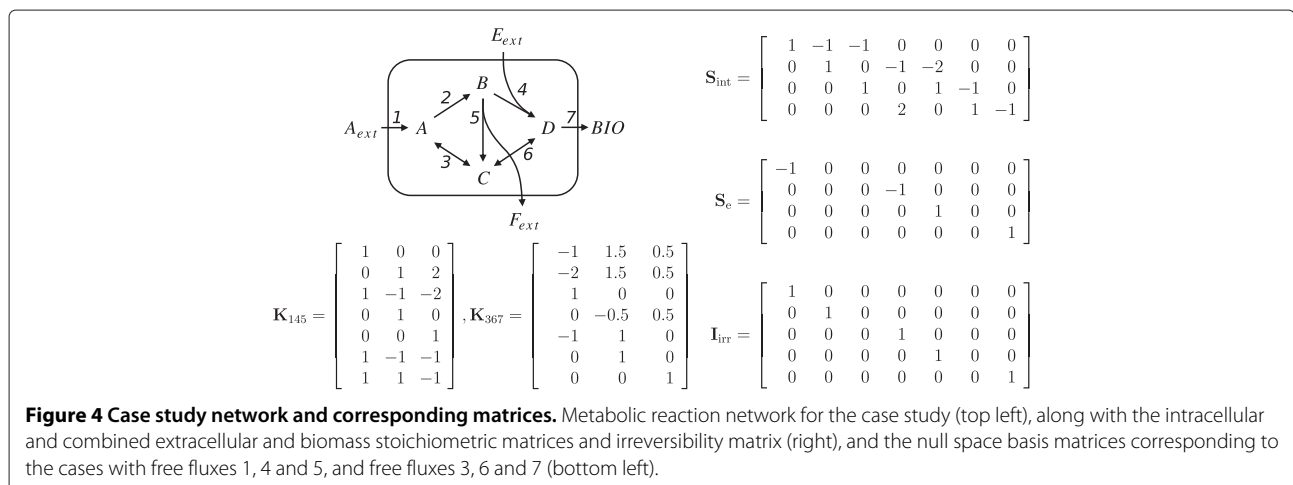 E_ext
B
2
4
A_ext
1
A
5
D
7
BIO
3
6
C
F_ext
S_int = [ 1 −1 −1 0 0 0 0
0 1 0 −1 −2 0 0
0 0 1 0 1 −1 0
0 0 0 2 0 1 −1 ]
S_e = [ −1 0 0 0 0 0 0
0 0 0 −1 0 0 0
0 0 0 0 1 0 0
0 0 0 0 0 0 1 ]
K_145 = [ 1 0 0
0 1 2
1 −1 −2
0 1 0
0 0 1
1 −1 −1
1 1 −1 ]
, K_367 = [ −1 1.5 0.5
−2 1.5 0.5
1 0 0
0 −0.5 0.5
−1 1 0
0 1 0
0 0 1 ]
I_irr = [ 1 0 0 0 0 0 0
0 1 0 0 0 0 0
0 0 0 1 0 0 0
0 0 0 0 1 0 0
0 0 0 0 0 0 1 ]
Figure 4 Case study network and corresponding matrices. Metabolic reaction network for the case study (top left), along with the intracellular
and combined extracellular and biomass stoichiometric matrices and irreversibility matrix (right), and the null space basis matrices corresponding to
the cases with free fluxes 1, 4 and 5, and free fluxes 3, 6 and 7 (bottom left).